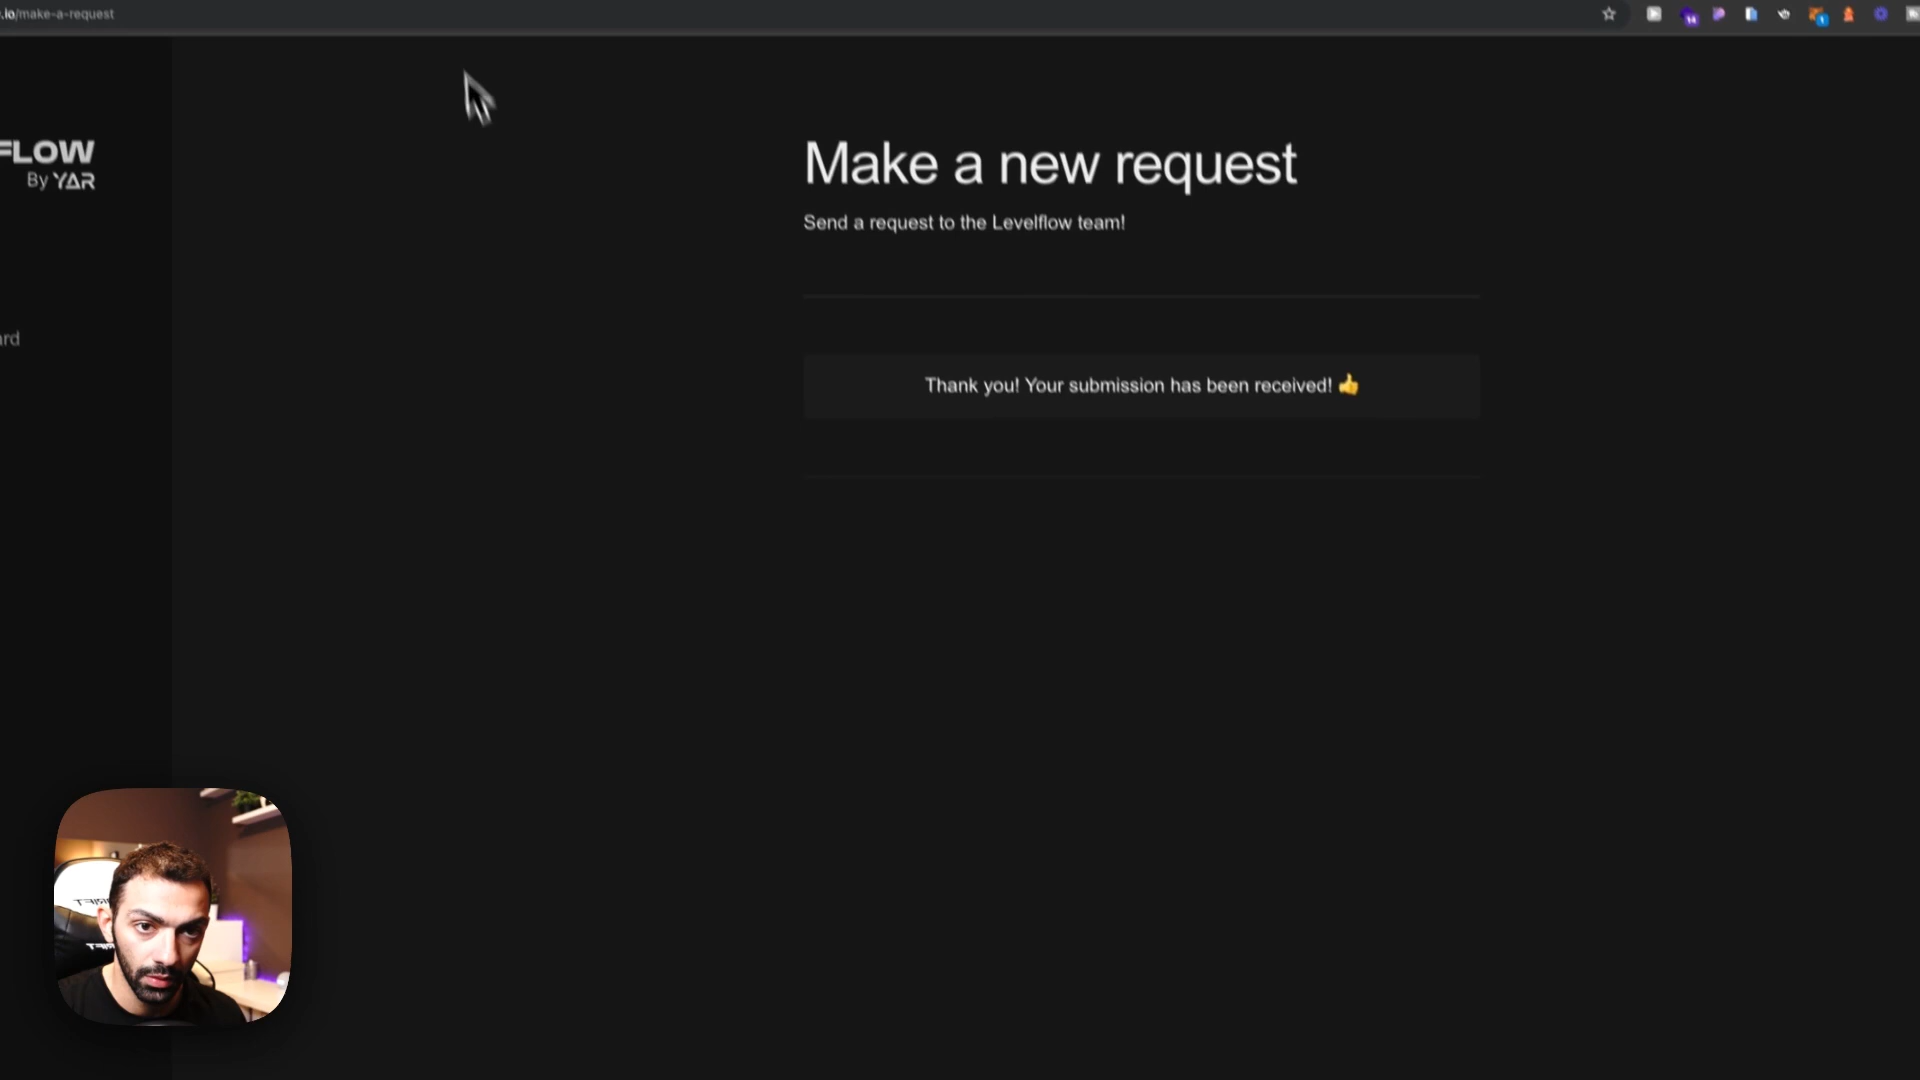 .io/make-a-request
FLOW
By YAR
ard
Make a new request
Send a request to the Levelflow team!
Thank you! Your submission has been received! 👍